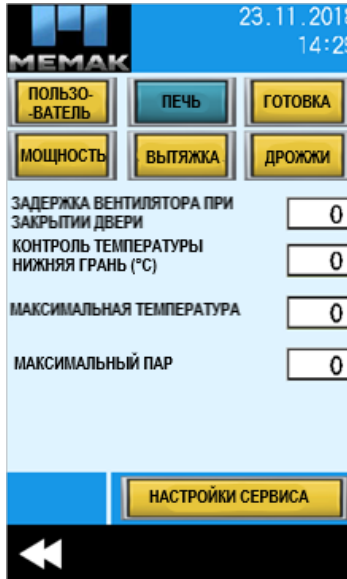 23.11.2018
14:28
MEMAK
ПОЛЬЗО-
-ВАТЕЛЬ
ПЕЧЬ
ГОТОВКА
МОЩНОСТЬ
ВЫТЯЖКА
ДРОЖЖИ
ЗАДЕРЖКА ВЕНТИЛЯТОРА ПРИ
ЗАКРЫТИИ ДВЕРИ
0
КОНТРОЛЬ ТЕМПЕРАТУРЫ
НИЖНЯЯ ГРАНЬ (°C)
0
МАКСИМАЛЬНАЯ ТЕМПЕРАТУРА
0
МАКСИМАЛЬНЫЙ ПАР
0
НАСТРОЙКИ СЕРВИСА